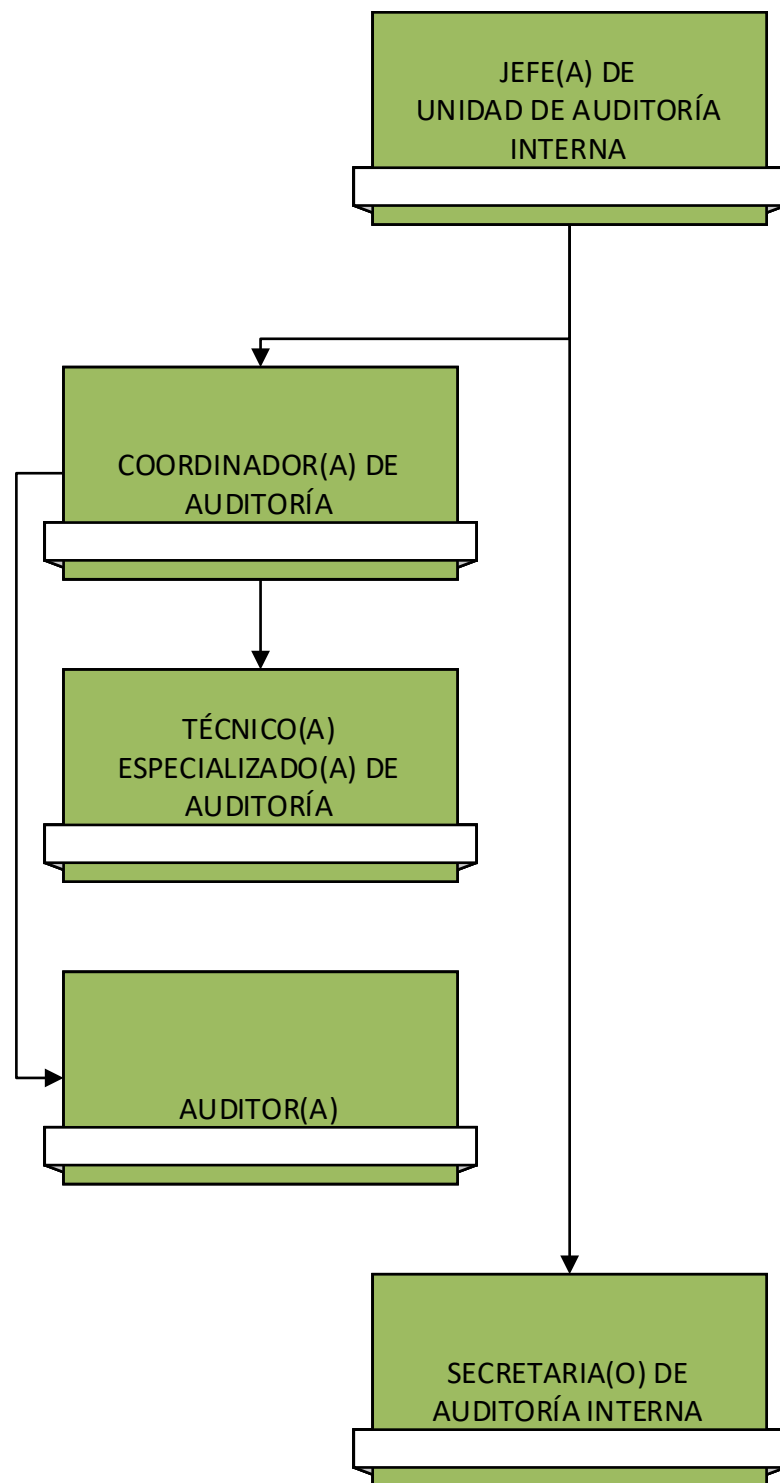 JEFE(A) DE
UNIDAD DE AUDITORÍA
INTERNA
COORDINADOR(A) DE
AUDITORÍA
TÉCNICO(A)
ESPECIALIZADO(A) DE
AUDITORÍA
AUDITOR(A)
SECRETARIA(O) DE
AUDITORÍA INTERNA